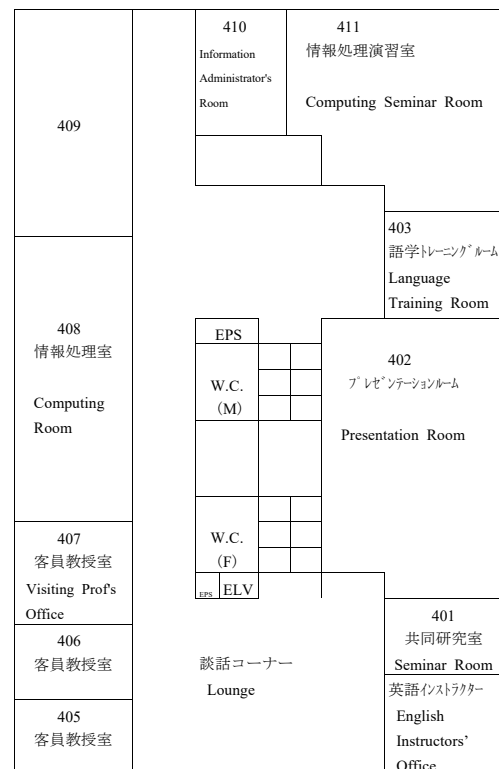 410
Information
Administrator's
Room
411
情報処理演習室
Computing Seminar Room
409
403
語学ﾄﾚｰﾆﾝｸﾞﾙｰﾑ
Language
Training Room
408
情報処理室
Computing
Room
EPS
W.C.
(M)
402
ﾌﾟﾚｾﾞﾝﾃｰｼｮﾝﾙｰﾑ
Presentation Room
407
客員教授室
Visiting Prof's
Office
W.C.
(F)
EPS ELV
406
客員教授室
談話コーナー
Lounge
401
共同研究室
Seminar Room
405
客員教授室
英語ｲﾝｽﾄﾗｸﾀｰ
English
Instructors’
Office